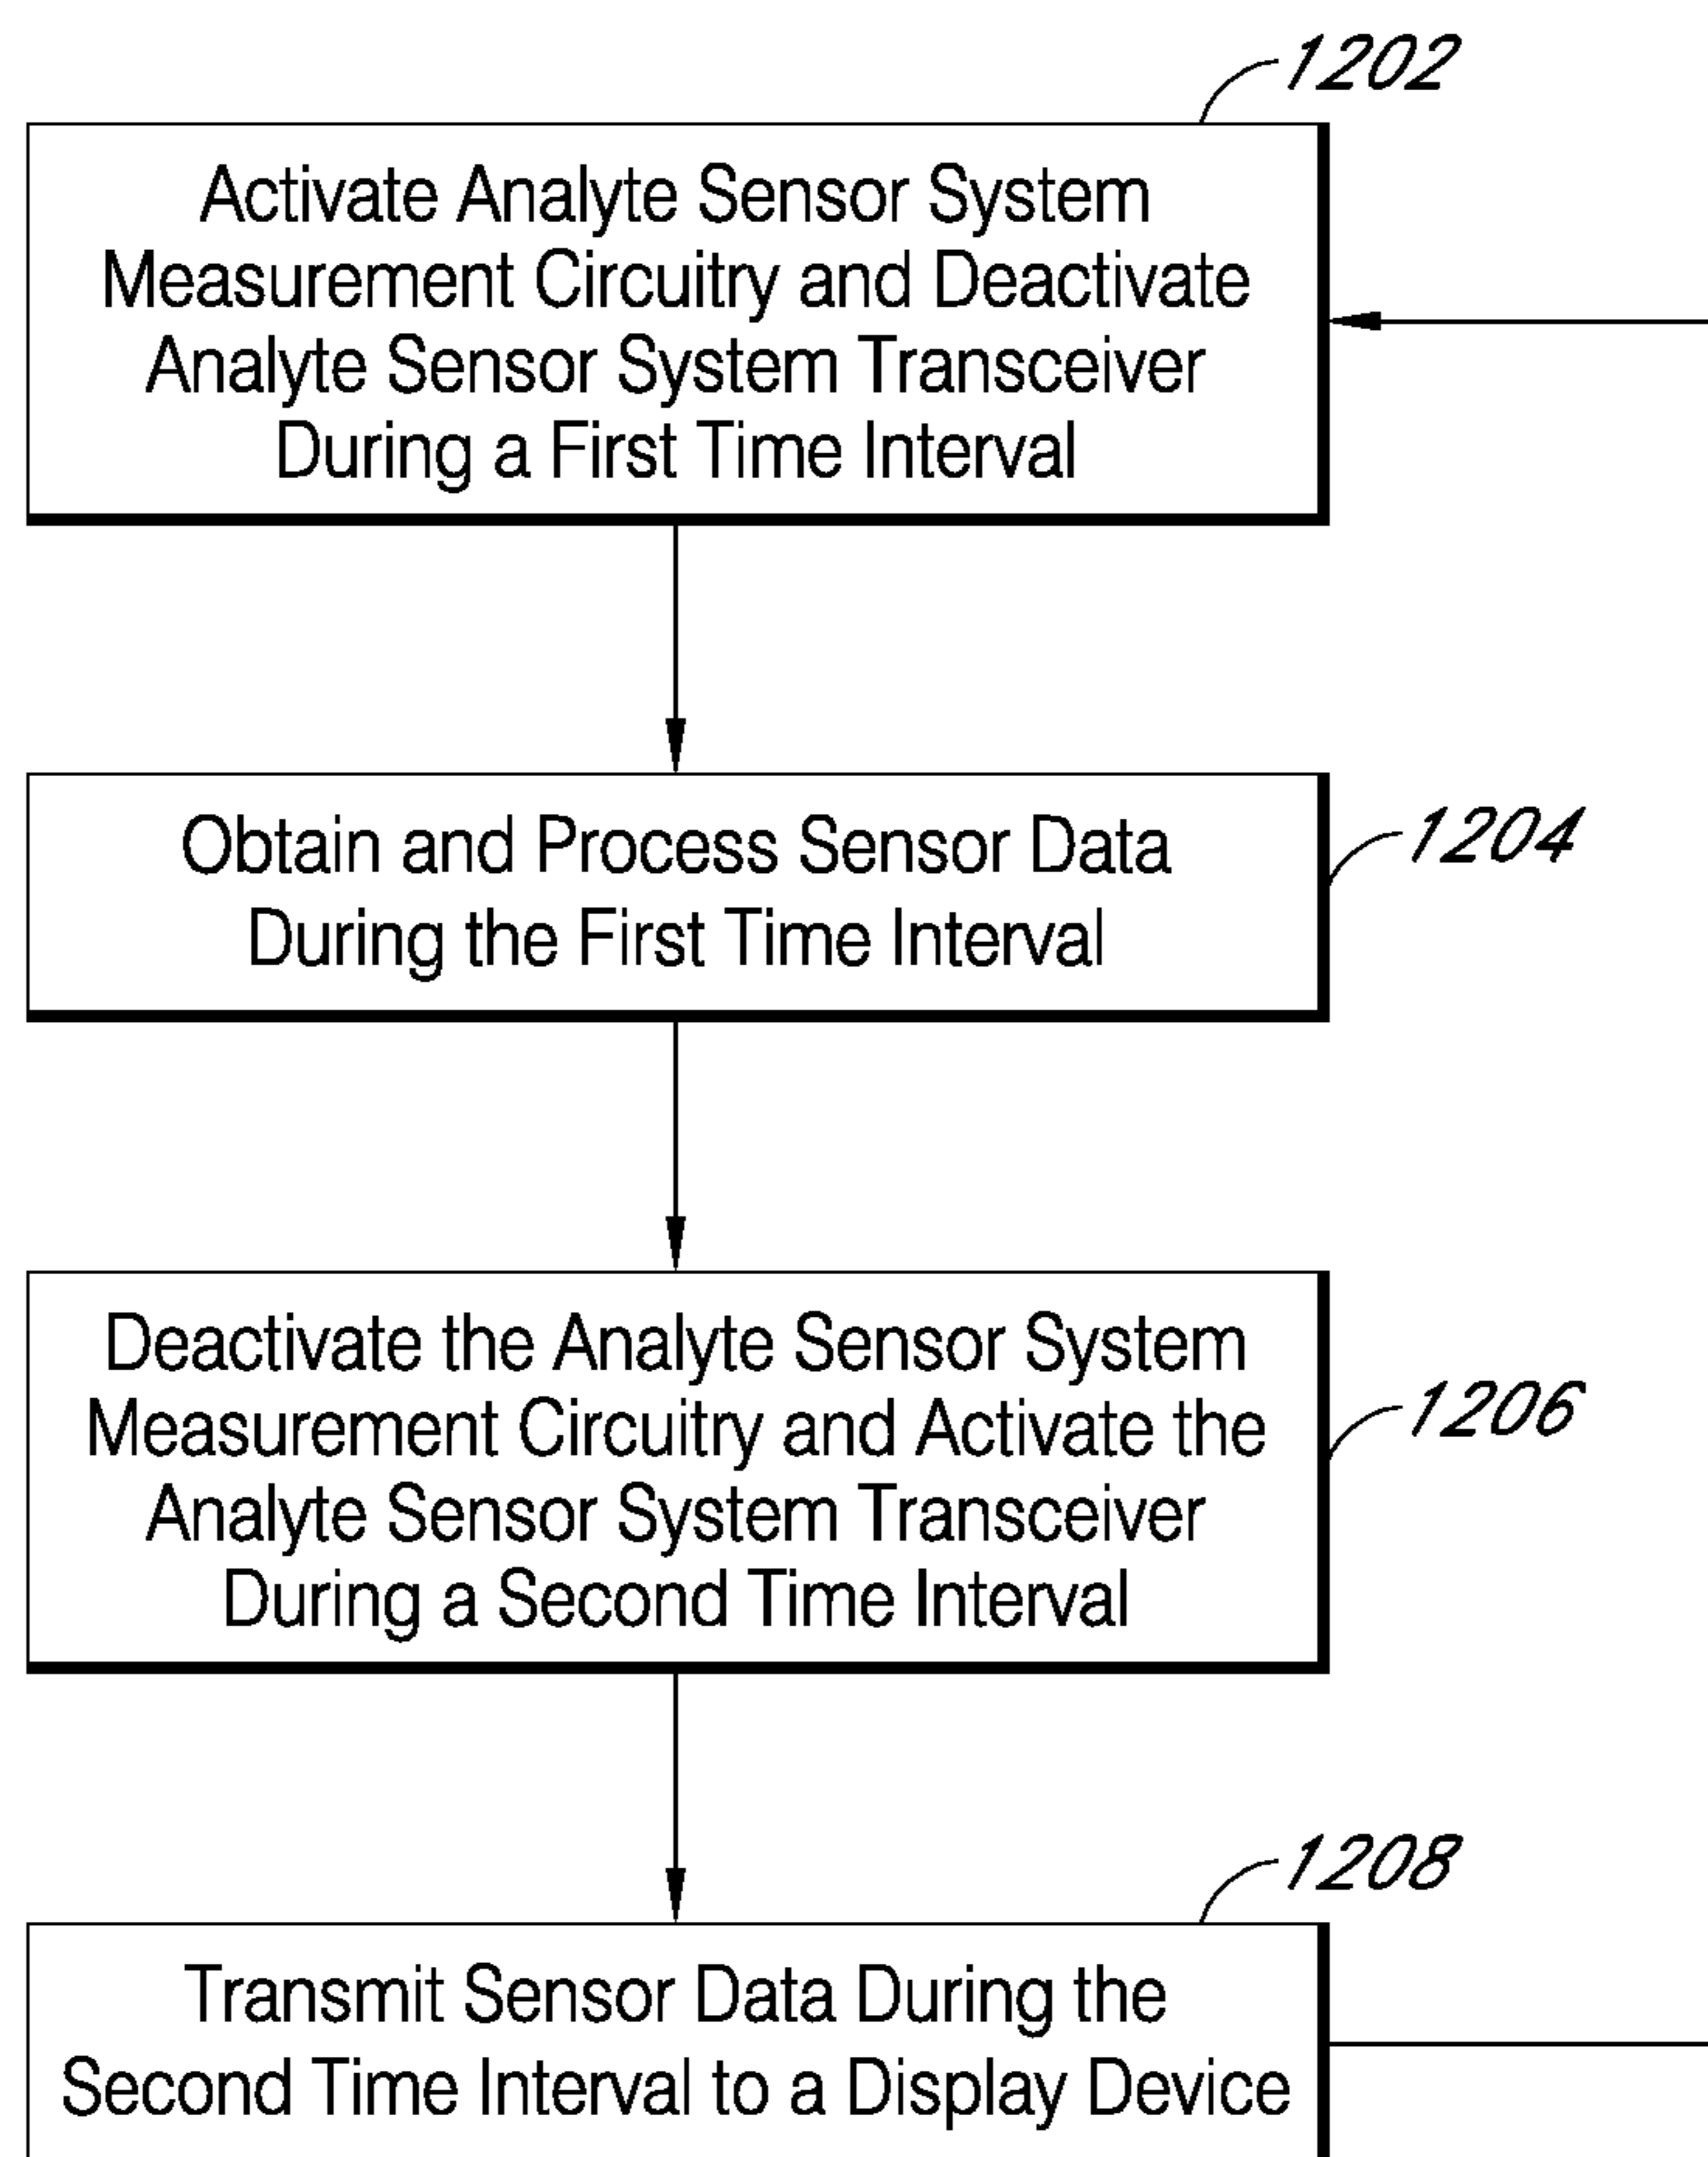 1202
Activate Analyte Sensor System
Measurement Circuity and Deactivate
Analyte Sensor System Transceiver
During a First Time Interval
Obtain and Process Sensor Data
During the First Time Interval
1204
Deactivate the Analyte Sensor System
Measurement Circuitry and Activate the
Analyte Sensor System Transceiver
During a Second Time Interval
1206
1208
Transmit Sensor Data During the
Second Time Interval to a Display Device